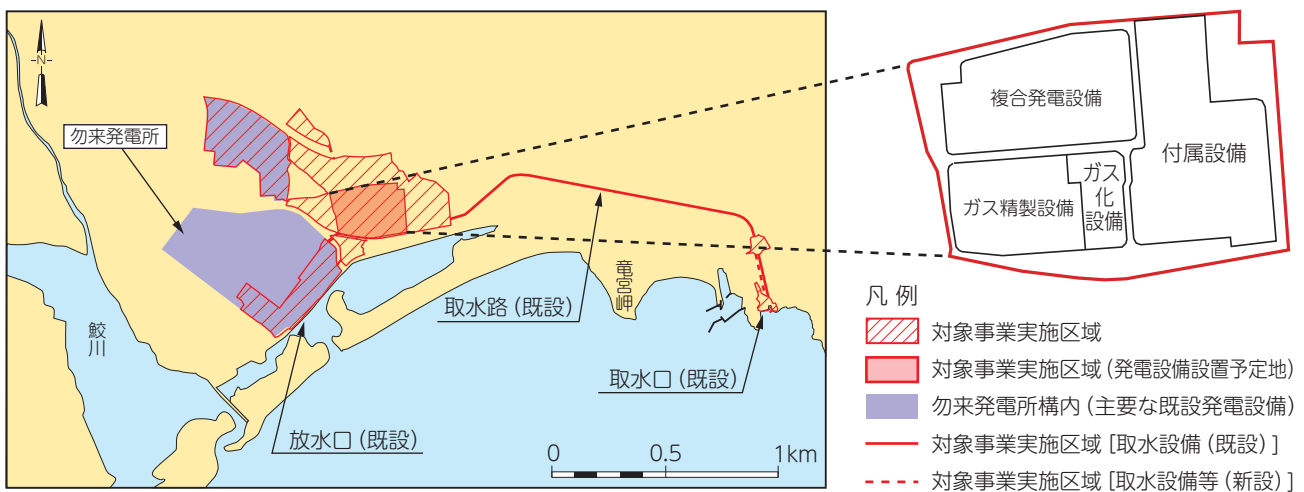 N
勿来発電所
鮫川
取水路（既設）
竜宮岬
取水口（既設）
放水口（既設）
0 0.5 1km
複合発電設備
付属設備
ガス精製設備
ガス化設備
凡 例
対象事業実施区域
対象事業実施区域（発電設備設置予定地）
勿来発電所構内（主要な既設発電設備）
対象事業実施区域 [取水設備（既設）]
対象事業実施区域 [取水設備等（新設）]